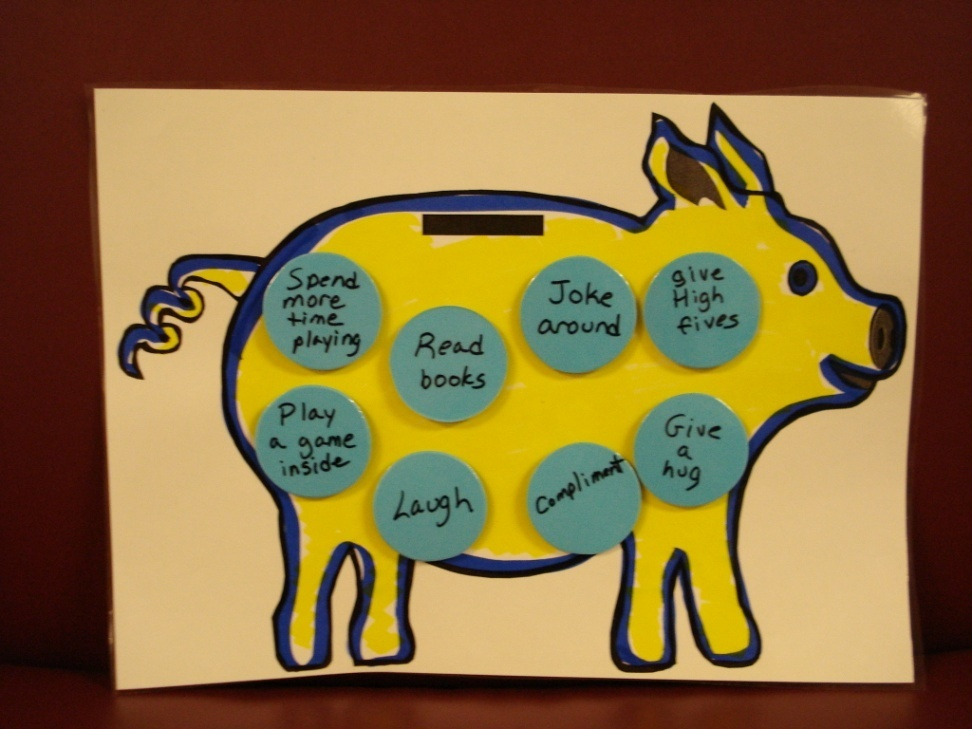 Spend
more
time
playing
Read
books
Joke
around
give
High
fives
Play
a game
inside
Laugh
Compliment
Give
a
hug